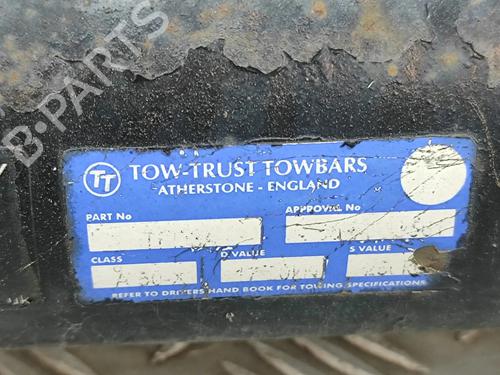 B-PARTS
TT
TOW-TRUST TOWBARS
ATHERSTONE - ENGLAND
PART No
APPROVAL No
CLASS
D VALUE
S VALUE
REFER TO DRIVERS HAND BOOK FOR TOWING SPECIFICATIONS